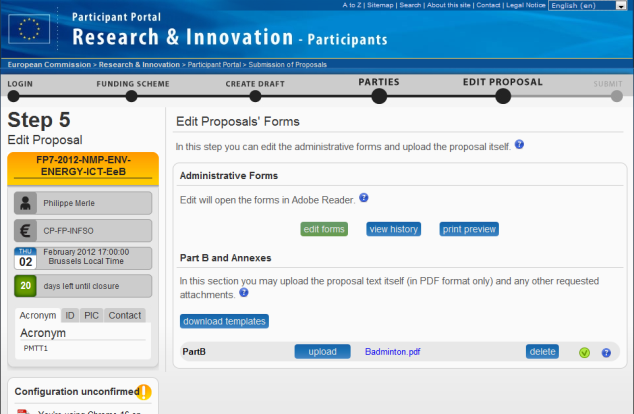 A to Z | Sitemap | Search | About this site | Contact | Legal Notice English (en)
Participant Portal
Research & Innovation - Participants
European Commission > Research & Innovation > Participant Portal > Submission of Proposals
LOGIN FUNDING SCHEME CREATE DRAFT PARTIES EDIT PROPOSAL SUBMIT
Step 5
Edit Proposal
FP7-2012-NMP-ENV-
ENERGY-ICT-EeB
Philippe Merle
€ CP-FP-INFSO
THU
02
February 2012 17:00:00
Brussels Local Time
20 days left until closure
Acronym ID PIC Contact
Acronym
PMTT1
Configuration unconfirmed!
Edit Proposals' Forms
In this step you can edit the administrative forms and upload the proposal itself. ?
Administrative Forms
Edit will open the forms in Adobe Reader. ?
edit forms view history print preview
Part B and Annexes
In this section you may upload the proposal text itself (in PDF format only) and any other requested
attachments. ?
download templates
PartB upload Badminton.pdf delete ?